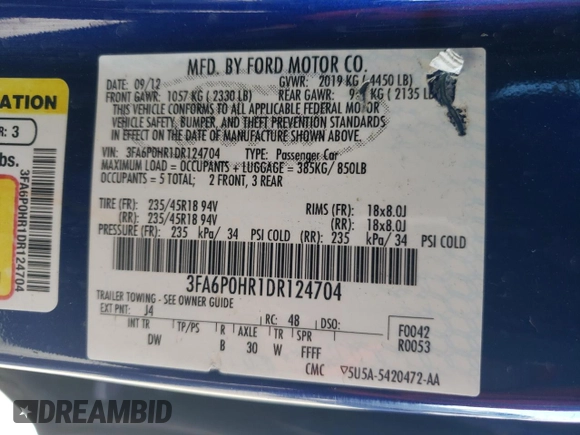 MFD. BY FORD MOTOR CO.
DATE: 09/12 GVWR: 2019 KG ( 4450 LB)
FRONT GAWR: 1057 KG ( 2330 LB) REAR GAWR: KG ( 2135 LB
THIS VEHICLE CONFORMS TO ALL APPLICABLE FEDERAL MOTOR
VEHICLE SAFETY, BUMPER, AND THEFT PREVENTION STANDARDS
IN EFFECT ON THE DATE OF MANUFACTURE SHOWN ABOVE.
VIN: 3FA6P0HR1DR124704 TYPE: Passenger Car
MAXIMUM LOAD = OCCUPANTS + LUGGAGE = 385KG/ 850LB
OCCUPANTS = 5 TOTAL: 2 FRONT, 3 REAR
TIRE (FR): 235/45R18 94V RIMS (FR): 18x8.0J
(RR): 235/45R18 94V (RR): 18x8.0J
PRESSURE (FR): 235 kPa/ 34 PSI COLD (RR): 235 kPa/ 34 PSI COLD
3FA6P0HR1DR124704
TRAILER TOWING - SEE OWNER GUIDE
EXT PNT: J4 RC: 48 DSO:
INT TR TP/PS R AXLE TR SPR
DW B 30 W FFFF
F0042
R0053
CMC
5U5A-5420472-AA
ATION
R: 3
lbs.
3FA6P0HR1DR124704
DREAMBID